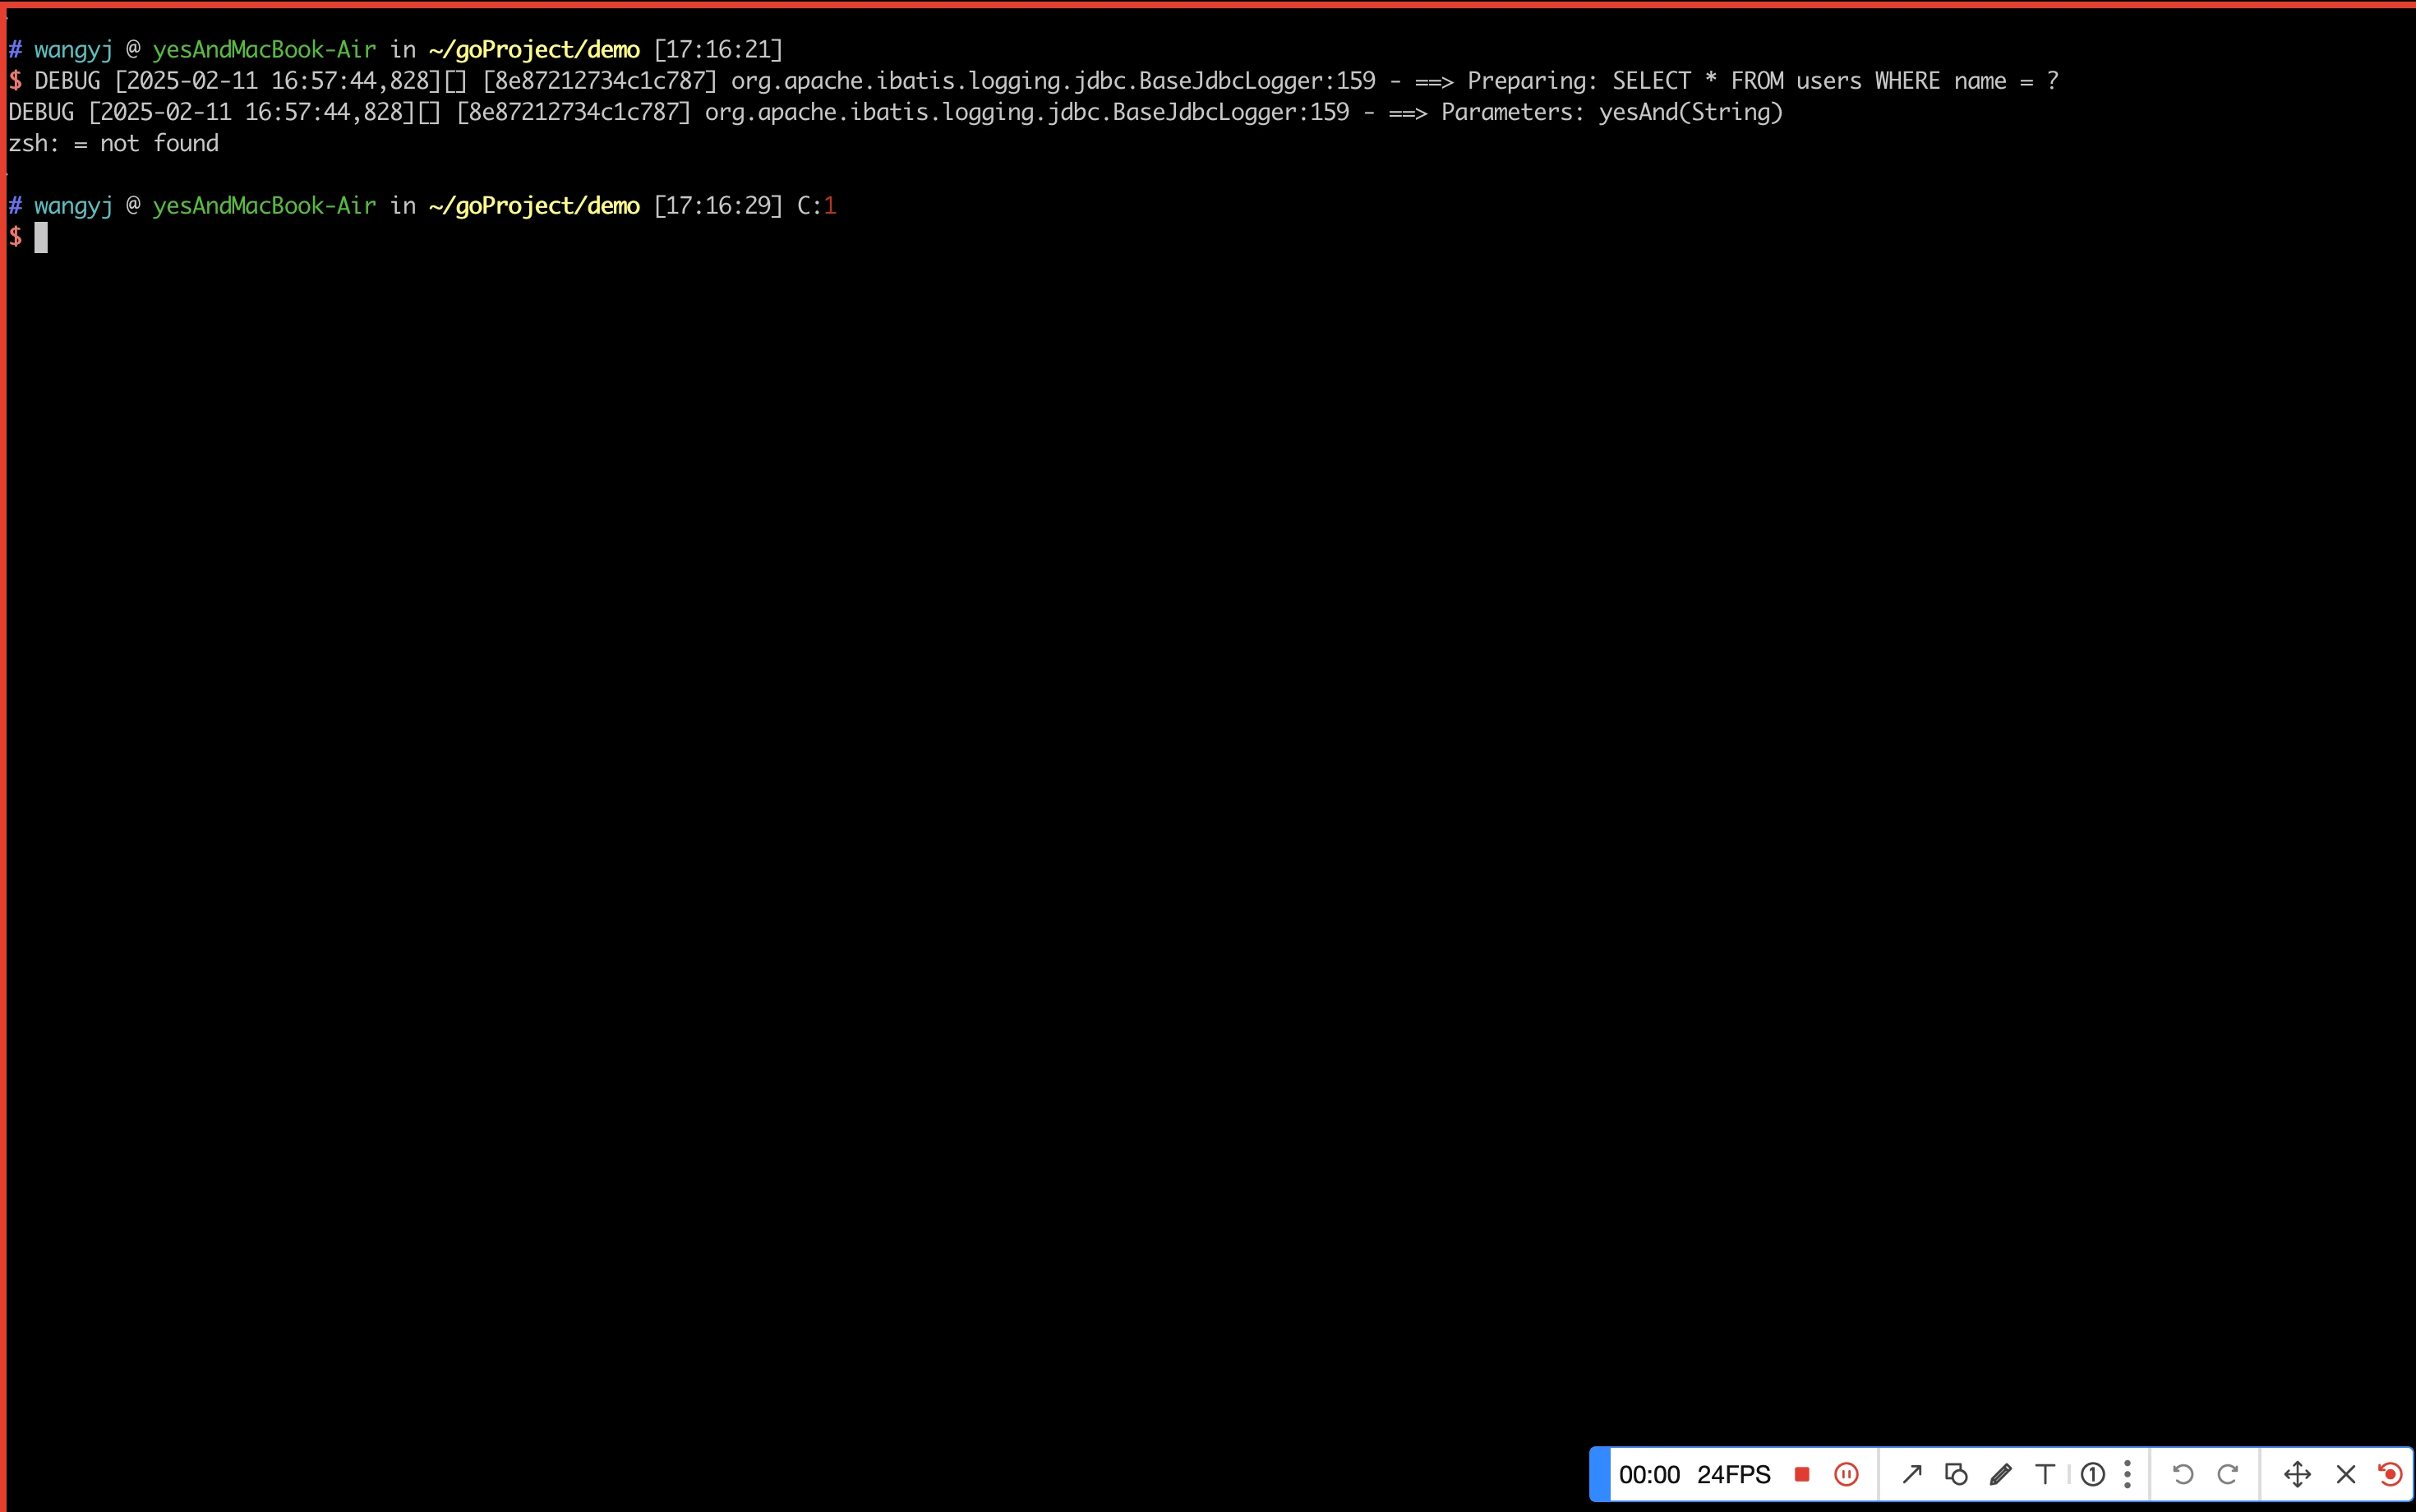 # wangyj @ yesAndMacBook-Air in ~/goProject/demo [17:16:21]
$ DEBUG [2025-02-11 16:57:44,828][] [8e87212734c1c787] org.apache.ibatis.logging.jdbc.BaseJdbcLogger:159 - ==> Preparing: SELECT * FROM users WHERE name = ?
DEBUG [2025-02-11 16:57:44,828][] [8e87212734c1c787] org.apache.ibatis.logging.jdbc.BaseJdbcLogger:159 - ==> Parameters: yesAnd(String)
zsh: = not found
# wangyj @ yesAndMacBook-Air in ~/goProject/demo [17:16:29] C:1
$
00:00 24FPS T 1